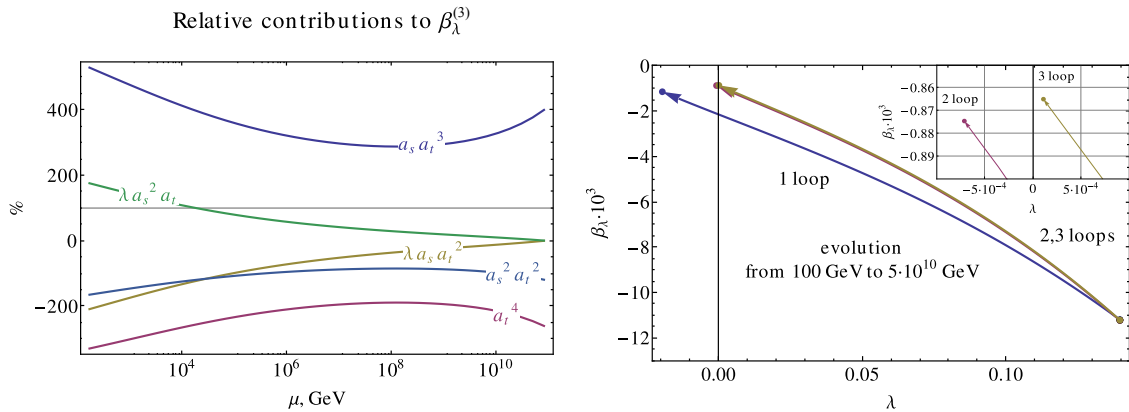 Relative contributions to β_λ^(3)
%
400
200
0
−200
a_s a_t^3
λ a_s^2 a_t
λ a_s a_t^2
a_s^2 a_t^2
a_t^4
10^4
10^6
10^8
10^10
μ, GeV
β_λ·10^3
0
−2
−4
−6
−8
−10
−12
1 loop
2,3 loops
evolution
from 100 GeV to 5·10^10 GeV
0.00
0.05
0.10
λ
β_λ·10^3
−0.86
−0.87
−0.88
−0.89
2 loop
3 loop
−5·10^−4
0
5·10^−4
λ